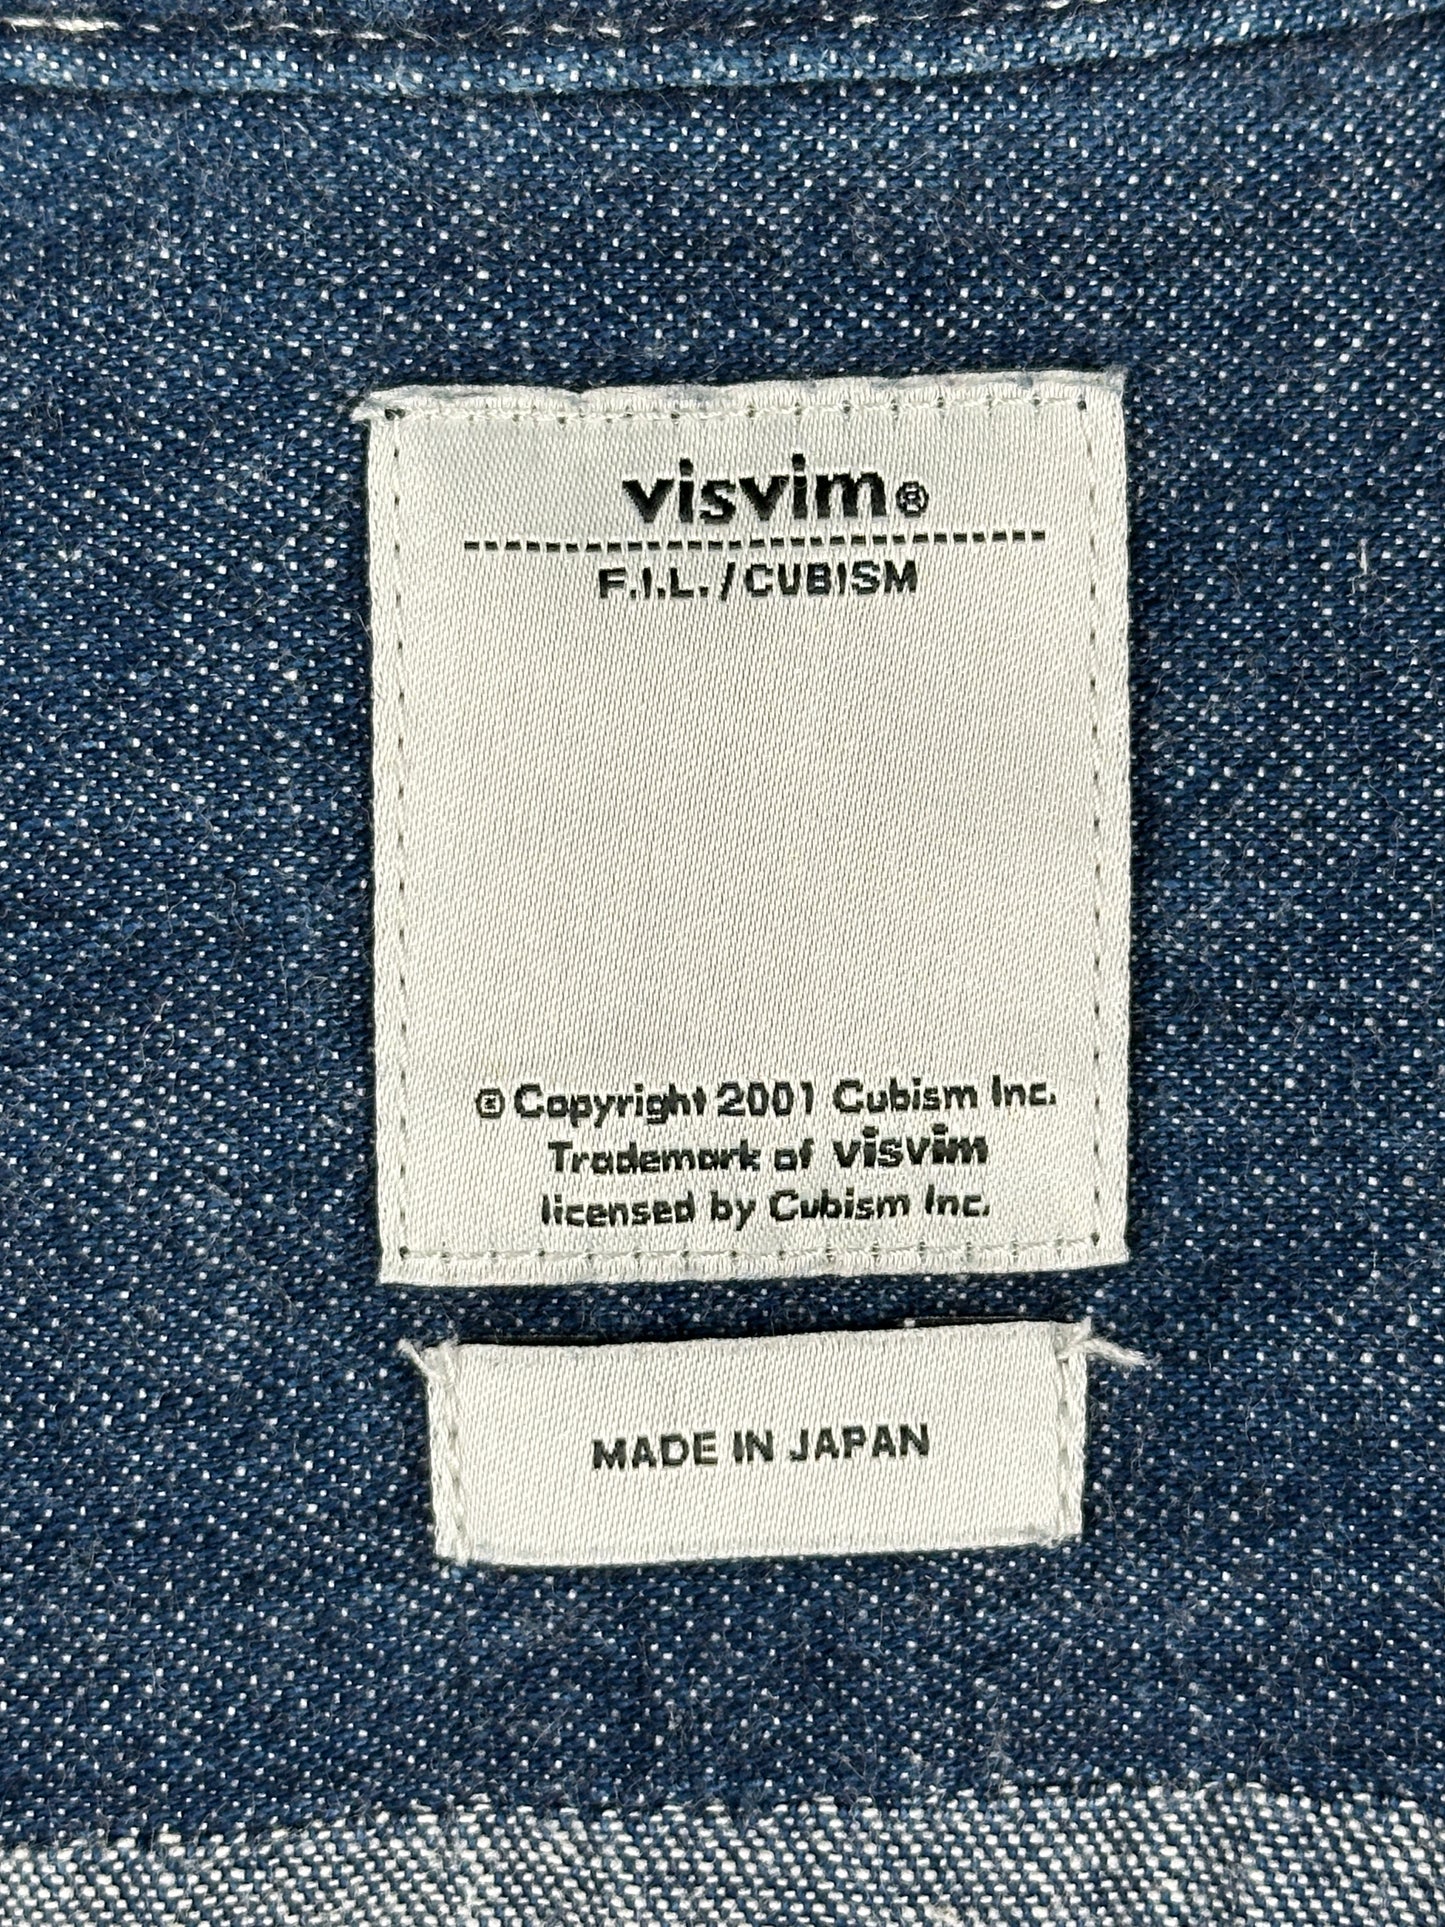 visvim®
F.I.L./CUBISM
© Copyright 2001 Cubism Inc.
Trademark of visvim
licensed by Cubism Inc.
MADE IN JAPAN